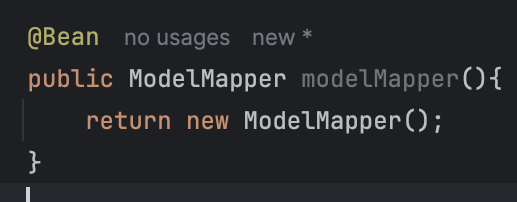 @Bean no usages new *
public ModelMapper modelMapper(){
return new ModelMapper();
}